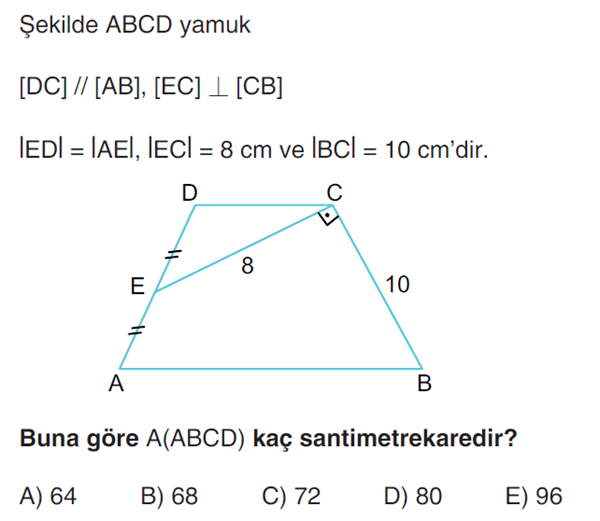 Şekilde ABCD yamuk
[DC] // [AB], [EC] ⊥ [CB]
|ED| = |AE|, |EC| = 8 cm ve |BC| = 10 cm’dir.
D C
8
E 10
A B
Buna göre A(ABCD) kaç santimetrekaredir?
A) 64 B) 68 C) 72 D) 80 E) 96